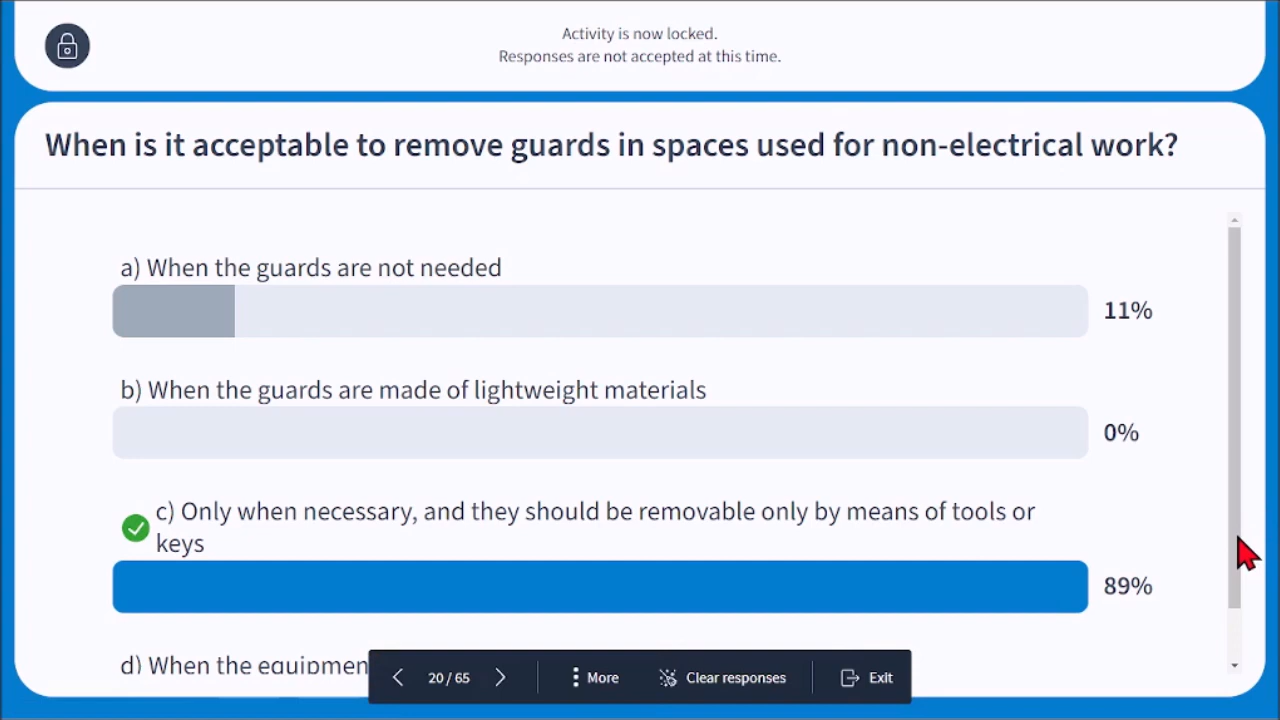 Activity is now locked.
Responses are not accepted at this time.
When is it acceptable to remove guards in spaces used for non-electrical work?
a) When the guards are not needed
11%
b) When the guards are made of lightweight materials
0%
c) Only when necessary, and they should be removable only by means of tools or
keys
89%
d) When the equipmen
20 / 65
More
Clear responses
Exit